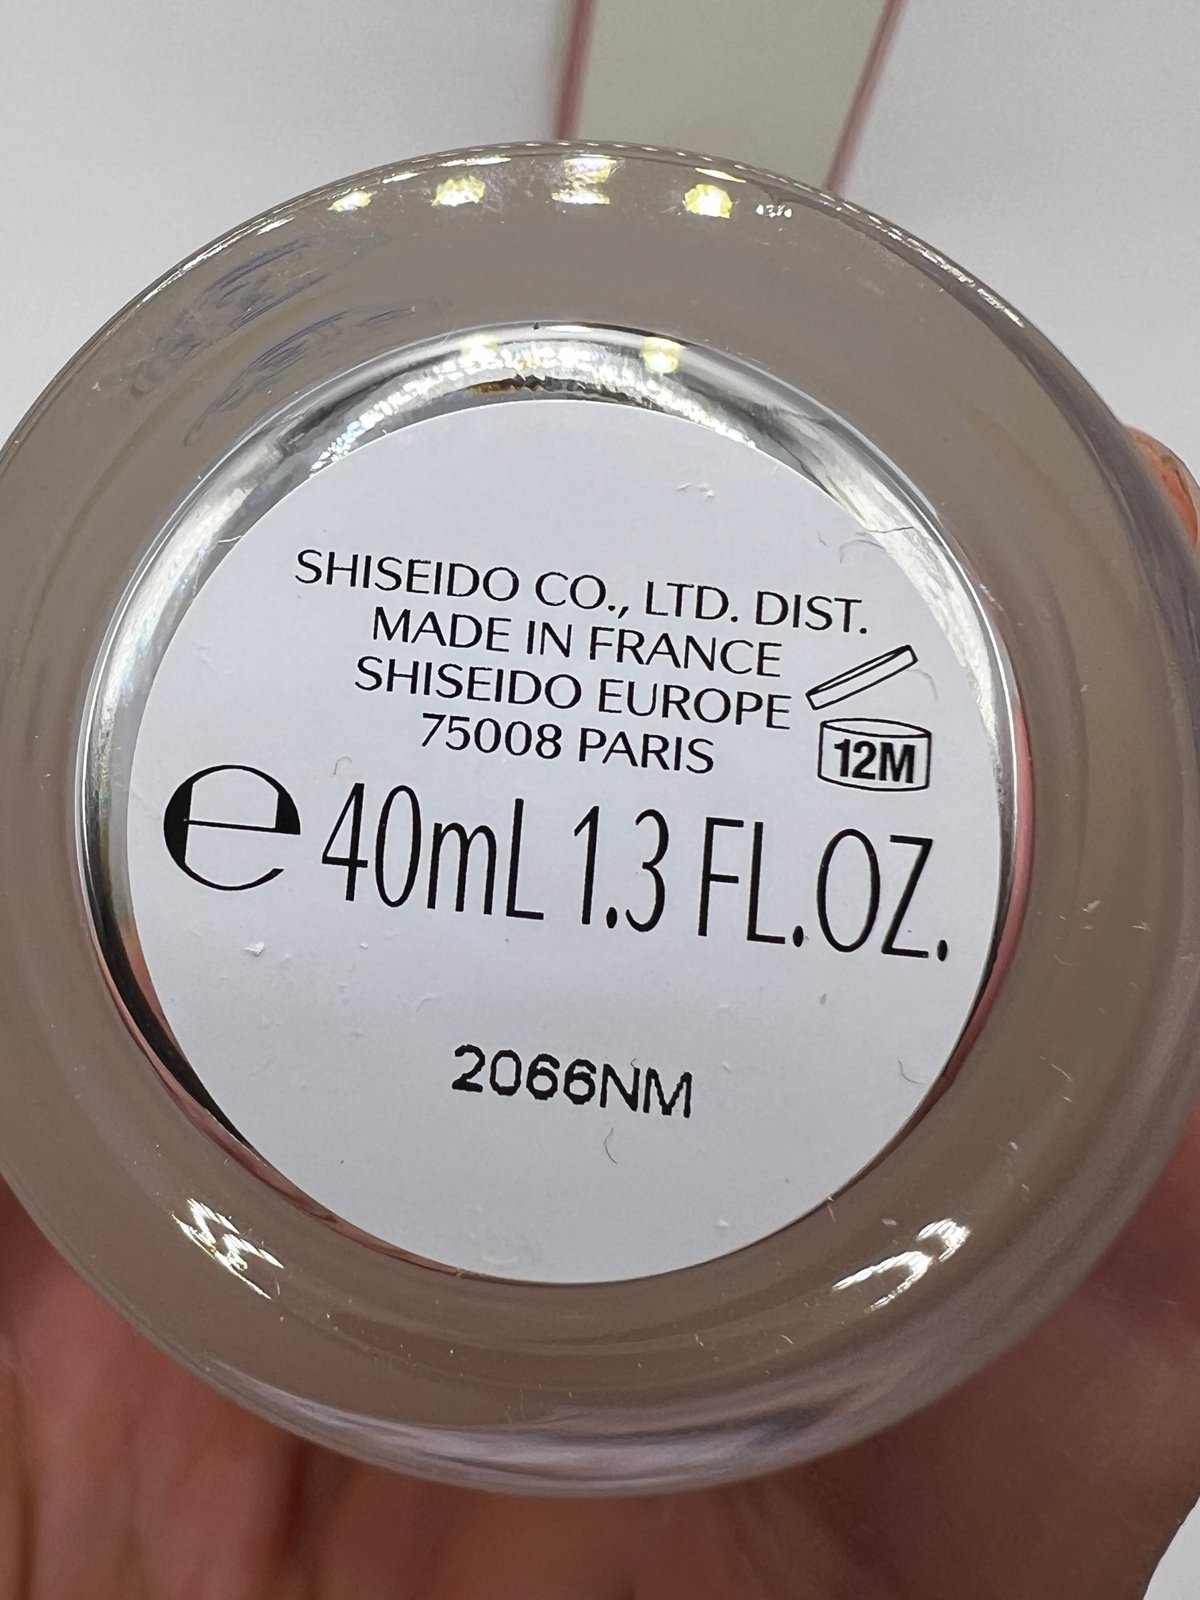 SHISEIDO CO., LTD. DIST.
MADE IN FRANCE
SHISEIDO EUROPE
75008 PARIS
12M
e 40mL 1.3 FL.OZ.
2066NM